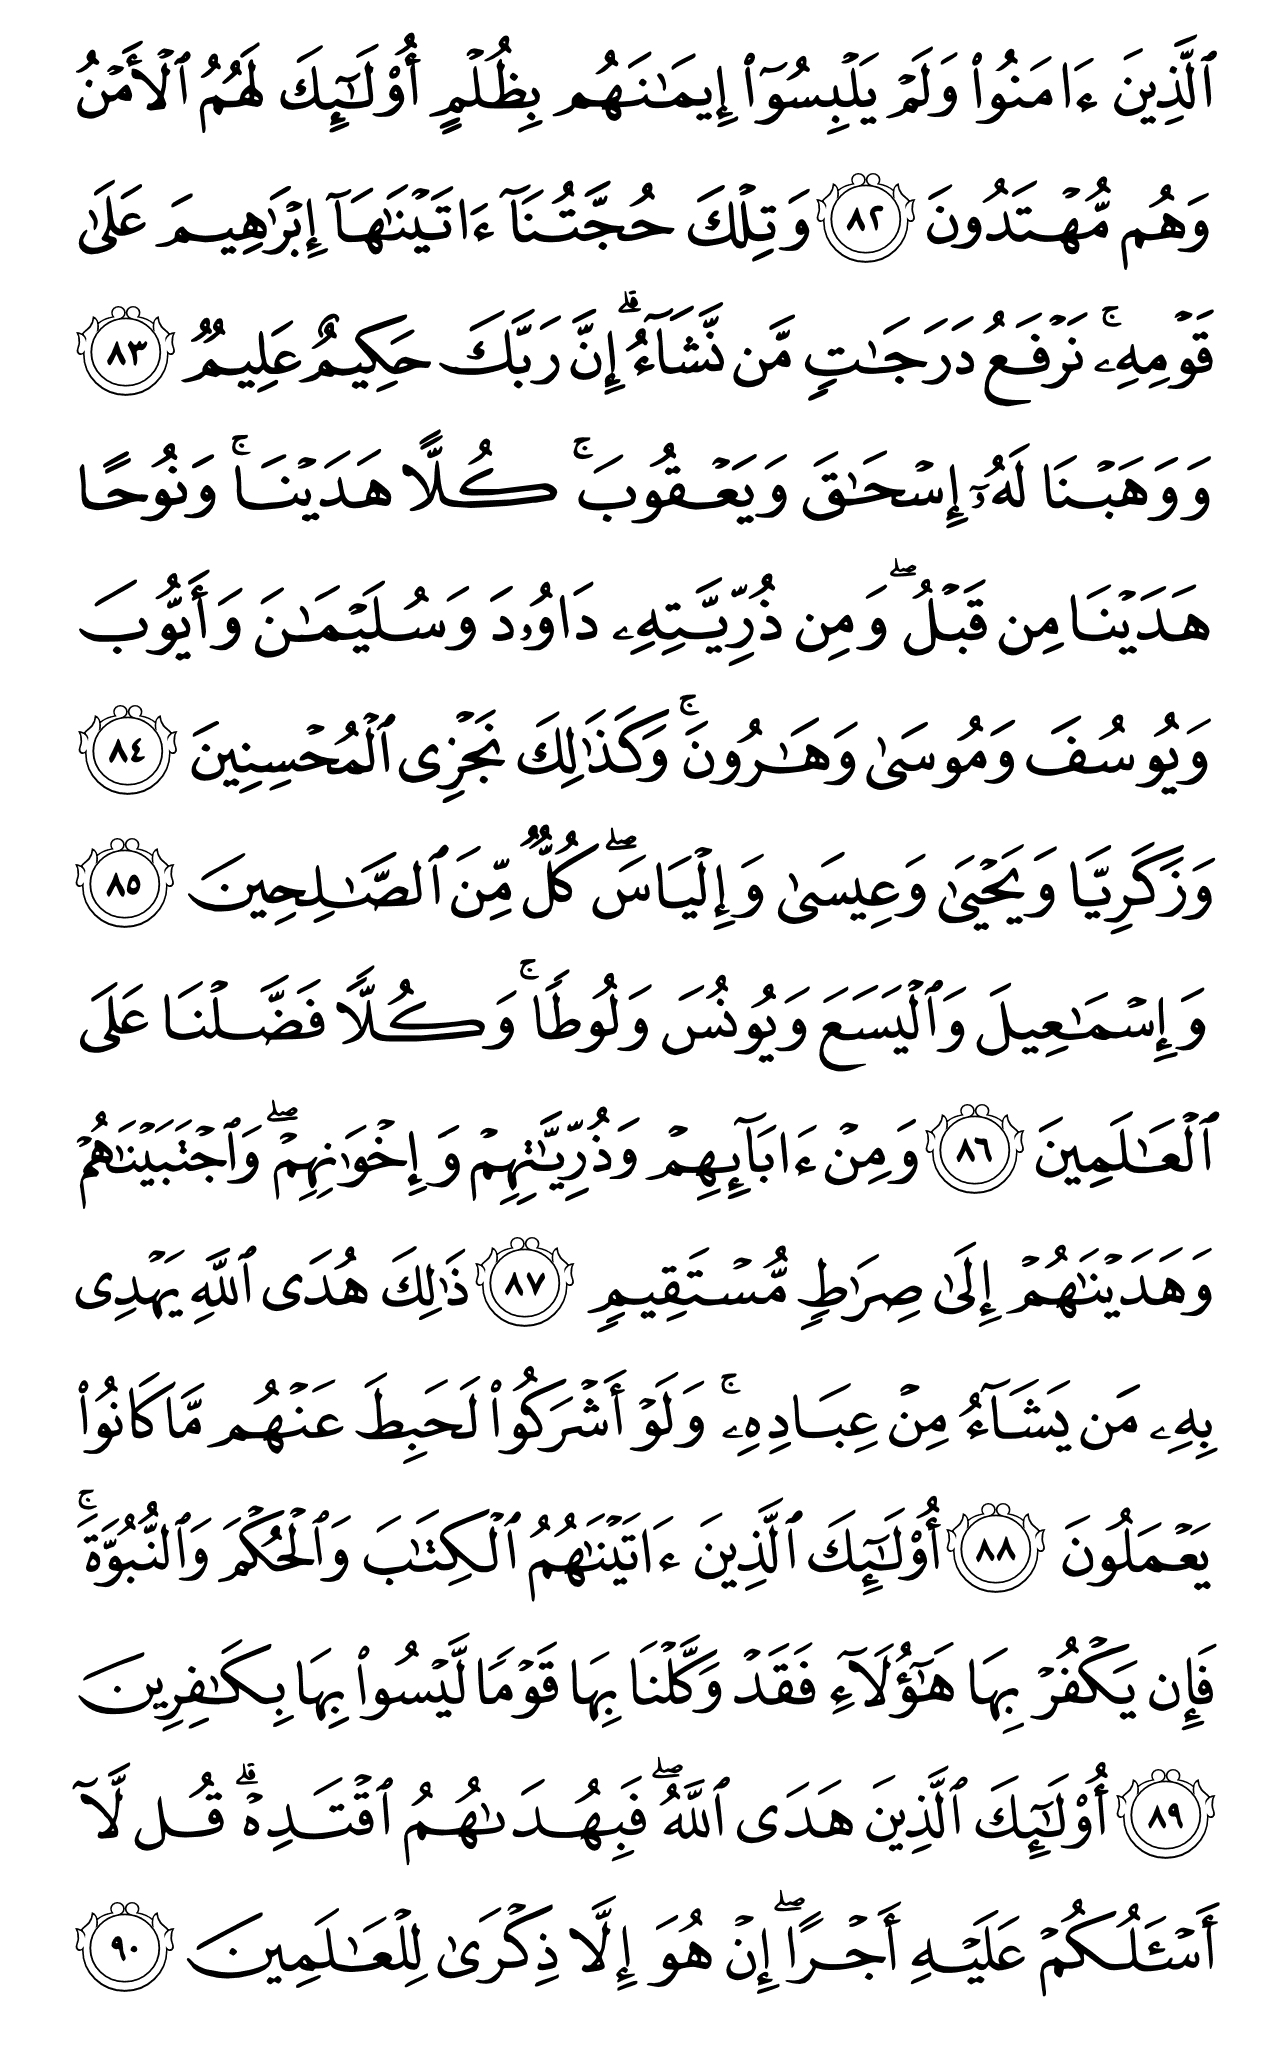 ٱلَّذِينَ ءَامَنُوا۟ وَلَمْ يَلْبِسُوٓا۟ إِيمَـٰنَهُم بِظُلْمٍ أُو۟لَـٰٓئِكَ لَهُمُ ٱلْأَمْنُ
وَهُم مُّهْتَدُونَ ٨٢ وَتِلْكَ حُجَّتُنَآ ءَاتَيْنَـٰهَآ إِبْرَٰهِيمَ عَلَىٰ
قَوْمِهِۦ ۚ نَرْفَعُ دَرَجَـٰتٍ مَّن نَّشَآءُ ۗ إِنَّ رَبَّكَ حَكِيمٌ عَلِيمٌ ٨٣
وَوَهَبْنَا لَهُۥٓ إِسْحَـٰقَ وَيَعْقُوبَ ۚ كُلًّا هَدَيْنَا ۚ وَنُوحًا
هَدَيْنَا مِن قَبْلُ ۖ وَمِن ذُرِّيَّتِهِۦ دَاوُۥدَ وَسُلَيْمَـٰنَ وَأَيُّوبَ
وَيُوسُفَ وَمُوسَىٰ وَهَـٰرُونَ ۚ وَكَذَٰلِكَ نَجْزِى ٱلْمُحْسِنِينَ ٨٤
وَزَكَرِيَّا وَيَحْيَىٰ وَعِيسَىٰ وَإِلْيَاسَ ۖ كُلٌّ مِّنَ ٱلصَّـٰلِحِينَ ٨٥
وَإِسْمَـٰعِيلَ وَٱلْيَسَعَ وَيُونُسَ وَلُوطًا ۚ وَكُلًّا فَضَّلْنَا عَلَى
ٱلْعَـٰلَمِينَ ٨٦ وَمِنْ ءَابَآئِهِمْ وَذُرِّيَّـٰتِهِمْ وَإِخْوَٰنِهِمْ ۖ وَٱجْتَبَيْنَـٰهُمْ
وَهَدَيْنَـٰهُمْ إِلَىٰ صِرَٰطٍ مُّسْتَقِيمٍ ٨٧ ذَٰلِكَ هُدَى ٱللَّهِ يَهْدِى
بِهِۦ مَن يَشَآءُ مِنْ عِبَادِهِۦ ۚ وَلَوْ أَشْرَكُوا۟ لَحَبِطَ عَنْهُم مَّا كَانُوا۟
يَعْمَلُونَ ٨٨ أُو۟لَـٰٓئِكَ ٱلَّذِينَ ءَاتَيْنَـٰهُمُ ٱلْكِتَـٰبَ وَٱلْحُكْمَ وَٱلنُّبُوَّةَ ۚ
فَإِن يَكْفُرْ بِهَا هَـٰٓؤُلَآءِ فَقَدْ وَكَّلْنَا بِهَا قَوْمًا لَّيْسُوا۟ بِهَا بِكَـٰفِرِينَ
٨٩ أُو۟لَـٰٓئِكَ ٱلَّذِينَ هَدَى ٱللَّهُ ۖ فَبِهُدَىٰهُمُ ٱقْتَدِهْ ۗ قُل لَّآ
أَسْـَٔلُكُمْ عَلَيْهِ أَجْرًا ۖ إِنْ هُوَ إِلَّا ذِكْرَىٰ لِلْعَـٰلَمِينَ ٩٠